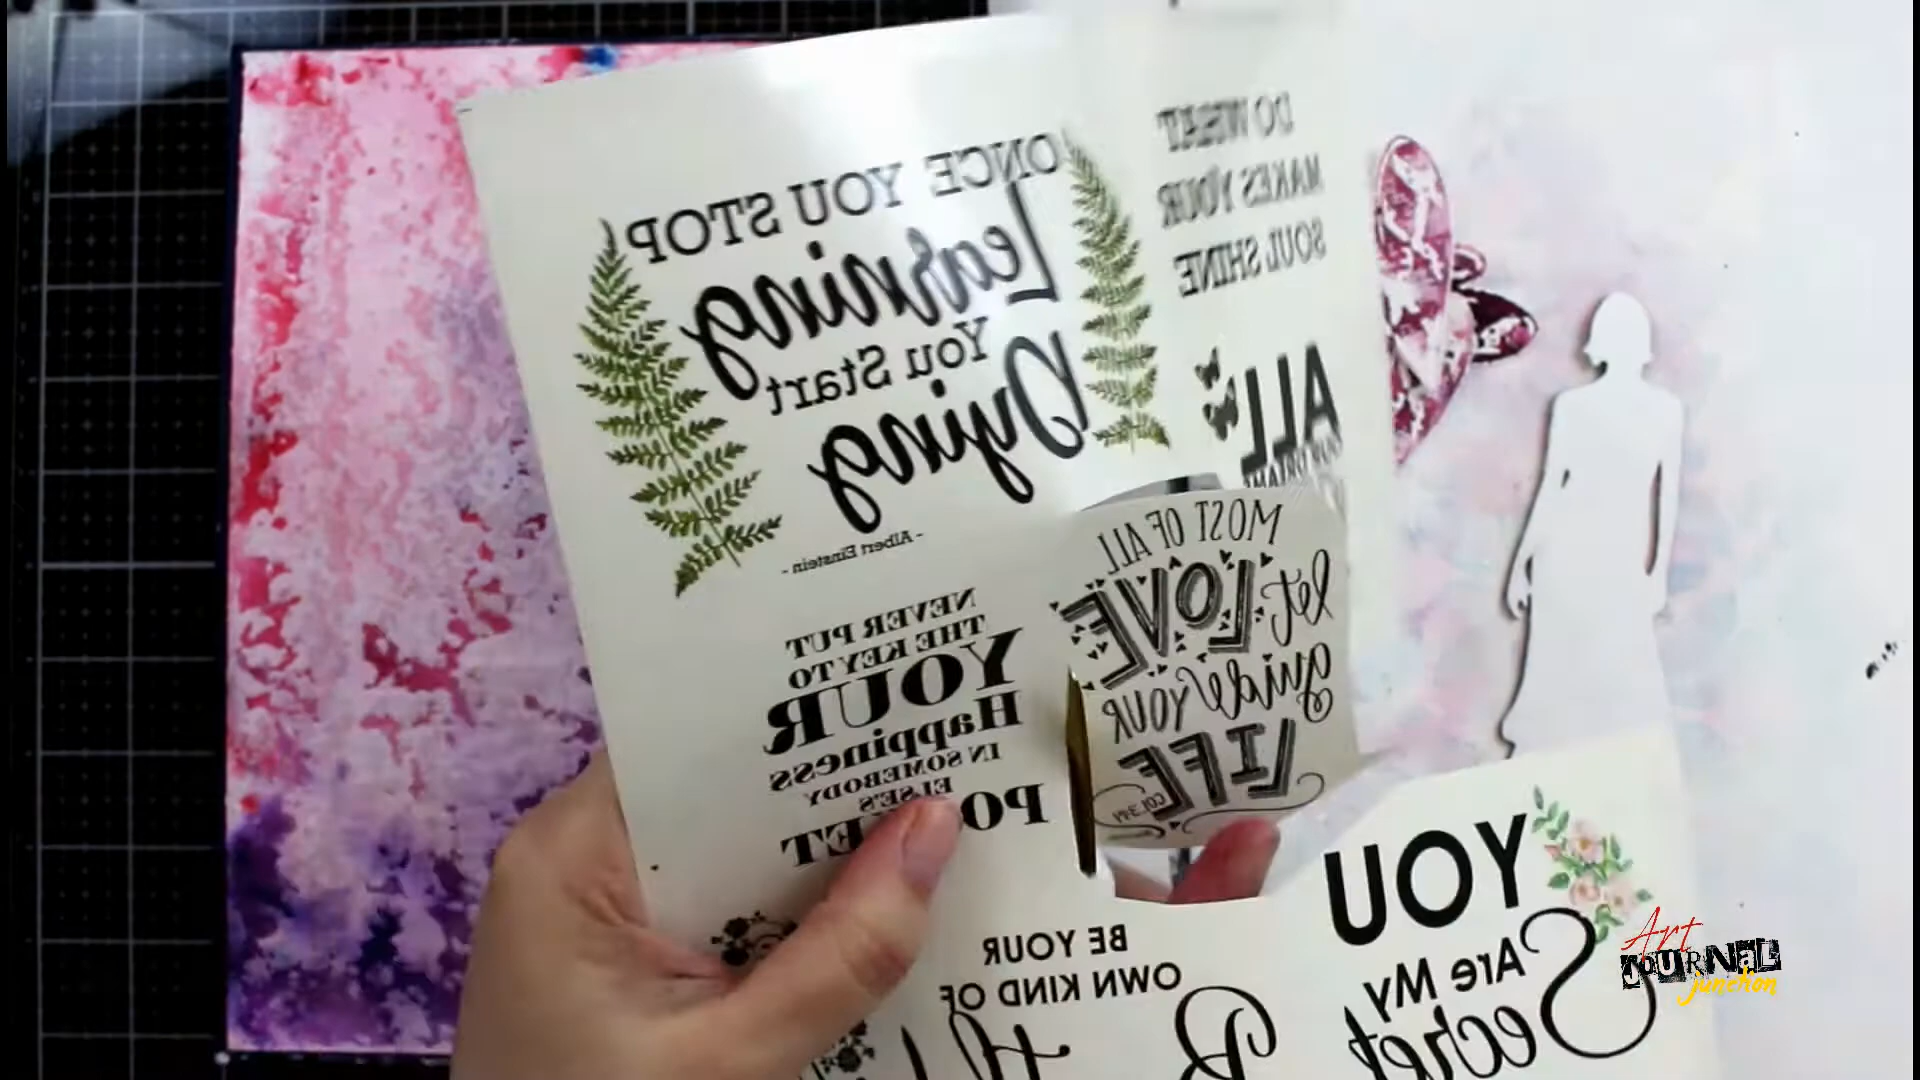 ONCE YOU STOP
Learning
You Start
Dying
- Albert Einstein -
DO WHAT
MAKES YOUR
SOUL SHINE
ALL
MOST OF ALL
let LOVE
guide YOUR
LIFE
COL 3:14
NEVER PUT
THE KEY TO
YOUR
Happiness
IN SOMEBODY
ELSE'S
BE YOUR
OWN KIND OF
YOU
Are My
Secret
Art
JOURNAL
junction